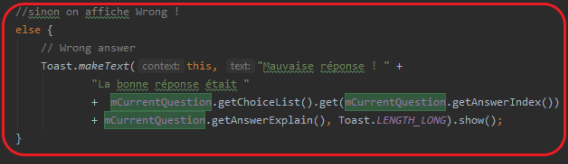 //sinon on affiche Wrong !
else {
// Wrong answer
Toast.makeText( context: this, text: "Mauvaise réponse ! " +
"La bonne réponse était "
+ mCurrentQuestion.getChoiceList().get(mCurrentQuestion.getAnswerIndex())
+ mCurrentQuestion.getAnswerExplain(), Toast.LENGTH_LONG).show();
}